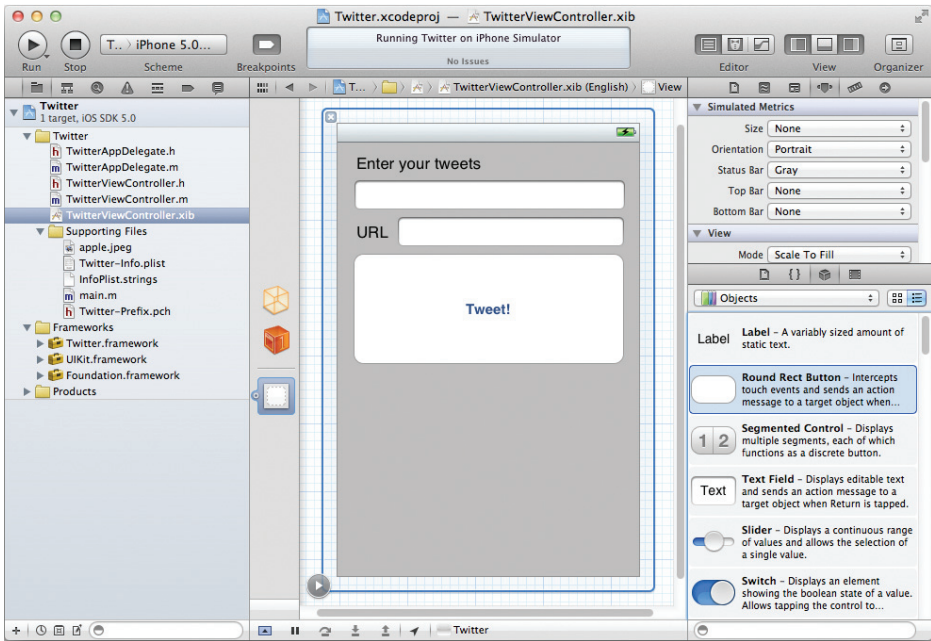 Twitter.xcodeproj — TwitterViewController.xib
Running Twitter on iPhone Simulator
No Issues
T.. › iPhone 5.0...
Run
Stop
Scheme
Breakpoints
Editor
View
Organizer
T... › › › TwitterViewController.xib (English) › View
Twitter
1 target, iOS SDK 5.0
Twitter
TwitterAppDelegate.h
TwitterAppDelegate.m
TwitterViewController.h
TwitterViewController.m
TwitterViewController.xib
Supporting Files
apple.jpeg
Twitter-Info.plist
InfoPlist.strings
main.m
Twitter-Prefix.pch
Frameworks
Twitter.framework
UIKit.framework
Foundation.framework
Products
Enter your tweets
URL
Tweet!
Simulated Metrics
Size None
Orientation Portrait
Status Bar Gray
Top Bar None
Bottom Bar None
View
Mode Scale To Fill
{}
Objects
Label
Label – A variably sized amount of
static text.
Round Rect Button – Intercepts
touch events and sends an action
message to a target object when...
1 2
Segmented Control – Displays
multiple segments, each of which
functions as a discrete button.
Text
Text Field – Displays editable text
and sends an action message to a
target object when Return is tapped.
Slider – Displays a continuous range
of values and allows the selection of
a single value.
Switch – Displays an element
showing the boolean state of a value.
Allows tapping the control to...
Twitter